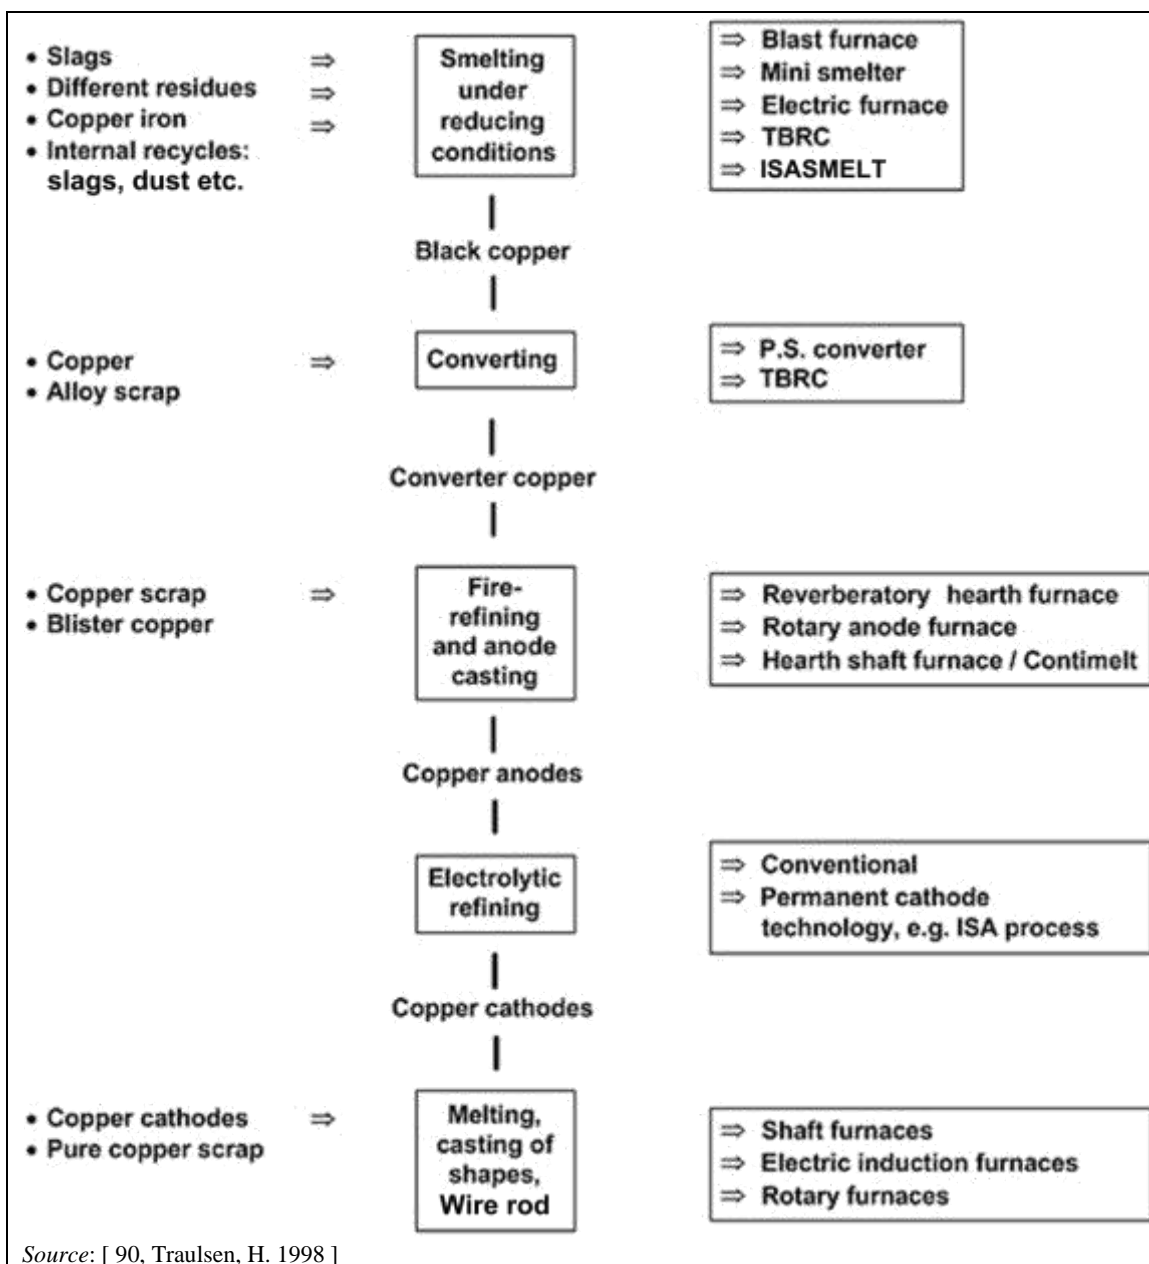 • Slags ⇒
• Different residues ⇒
• Copper iron ⇒
• Internal recycles:
slags, dust etc.
Smelting
under
reducing
conditions
⇒ Blast furnace
⇒ Mini smelter
⇒ Electric furnace
⇒ TBRC
⇒ ISASMELT
Black copper
• Copper ⇒
• Alloy scrap
Converting
⇒ P.S. converter
⇒ TBRC
Converter copper
• Copper scrap ⇒
• Blister copper
Fire-
refining
and anode
casting
⇒ Reverberatory hearth furnace
⇒ Rotary anode furnace
⇒ Hearth shaft furnace / Contimelt
Copper anodes
Electrolytic
refining
⇒ Conventional
⇒ Permanent cathode
technology, e.g. ISA process
Copper cathodes
• Copper cathodes ⇒
• Pure copper scrap
Melting,
casting of
shapes,
Wire rod
⇒ Shaft furnaces
⇒ Electric induction furnaces
⇒ Rotary furnaces
Source: [ 90, Traulsen, H. 1998 ]